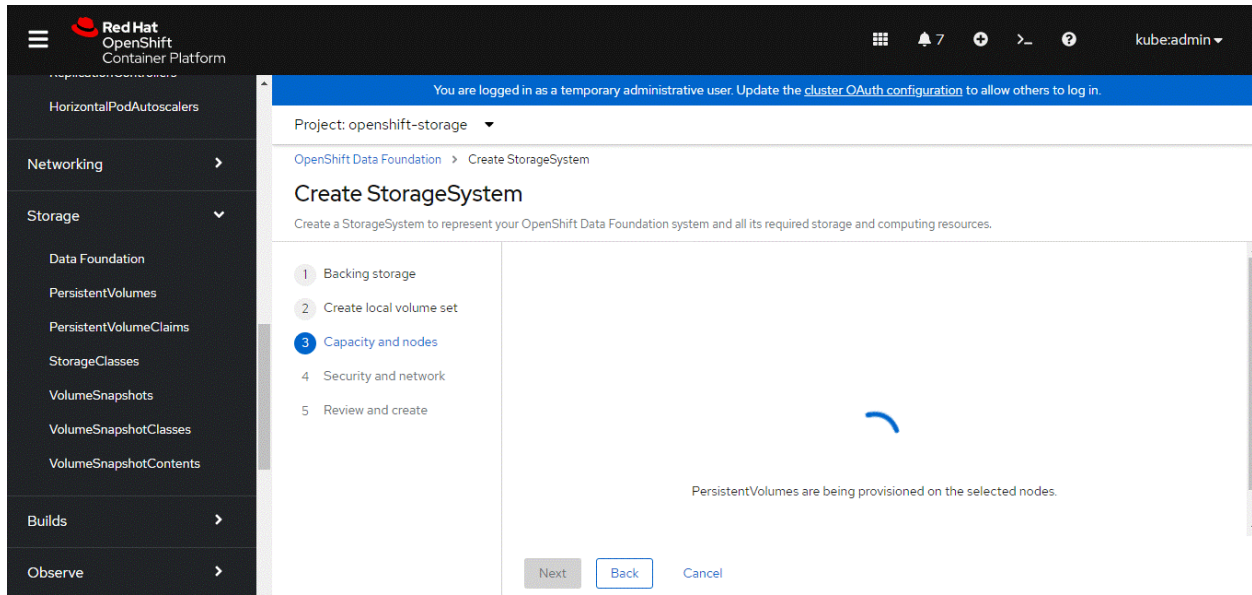 Red Hat
OpenShift
Container Platform
7
kube:admin
ReplicationControllers
HorizontalPodAutoscalers
Networking
Storage
Data Foundation
PersistentVolumes
PersistentVolumeClaims
StorageClasses
VolumeSnapshots
VolumeSnapshotClasses
VolumeSnapshotContents
Builds
Observe
You are logged in as a temporary administrative user. Update the cluster OAuth configuration to allow others to log in.
Project: openshift-storage
OpenShift Data Foundation > Create StorageSystem
Create StorageSystem
Create a StorageSystem to represent your OpenShift Data Foundation system and all its required storage and computing resources.
1 Backing storage
2 Create local volume set
3 Capacity and nodes
4 Security and network
5 Review and create
PersistentVolumes are being provisioned on the selected nodes.
Next Back Cancel